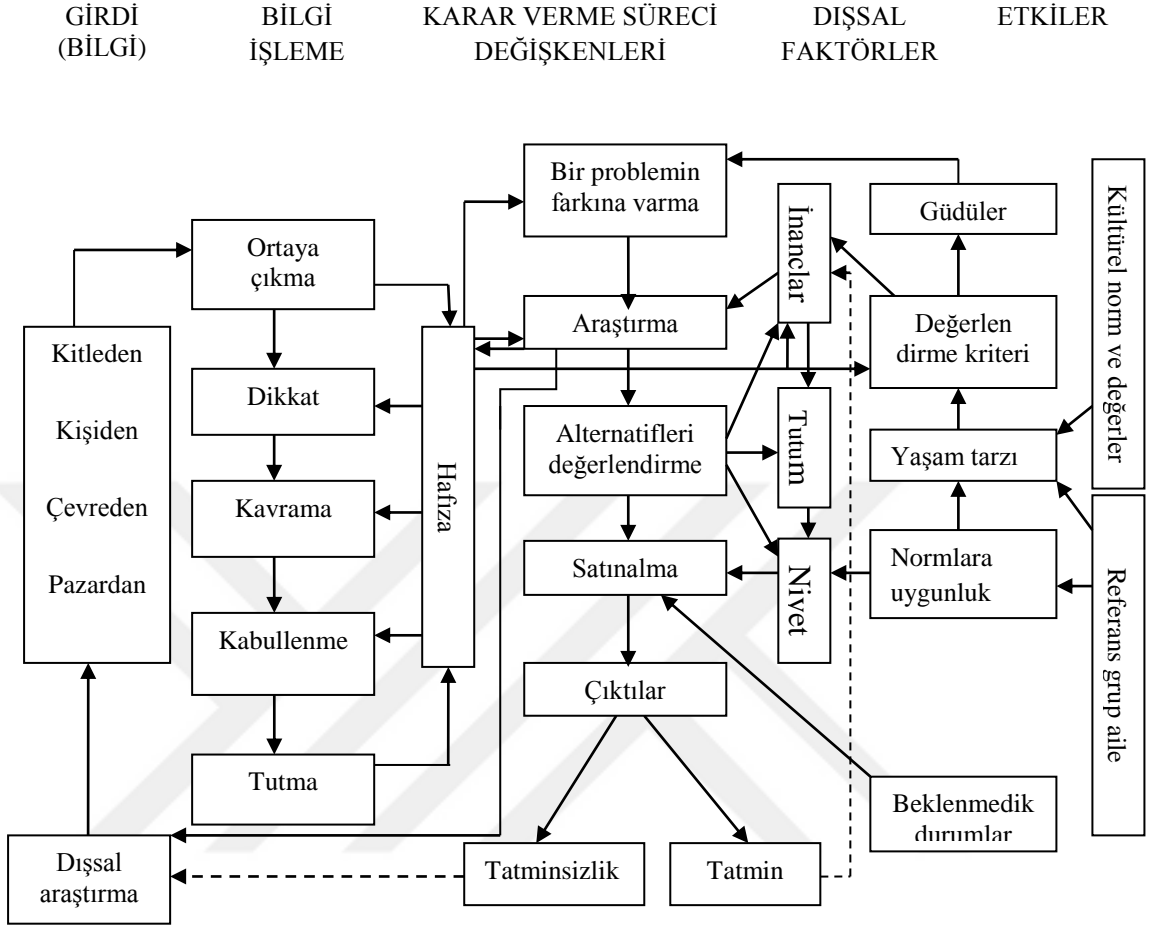 GİRDİ
(BİLGİ)
BİLGİ
İŞLEME
KARAR VERME SÜRECİ
DEĞİŞKENLERİ
DIŞSAL
FAKTÖRLER
ETKİLER
Kitleden
Kişiden
Çevreden
Pazardan
Dışsal
araştırma
Ortaya
çıkma
Dikkat
Kavrama
Kabullenme
Tutma
Hafıza
Bir problemin
farkına varma
Araştırma
Alternatifleri
değerlendirme
Satınalma
Çıktılar
Tatminsizlik
Tatmin
İnançlar
Tutum
Niyet
Güdüler
Değerlen
dirme kriteri
Yaşam tarzı
Normlara
uygunluk
Beklenmedik
durumlar
Kültürel norm ve değerler
Referans grup aile